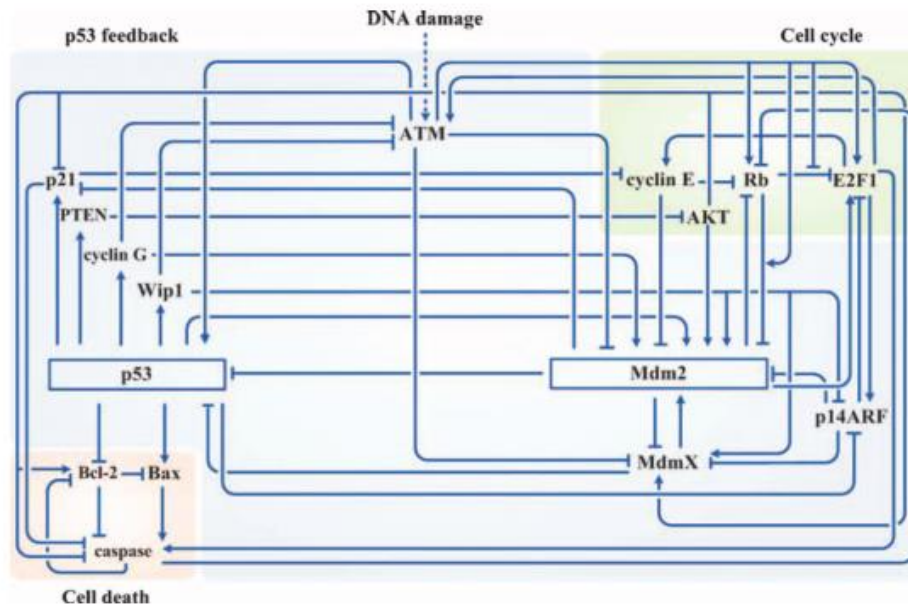 DNA damage
p53 feedback
Cell cycle
ATM
p21
cyclin E
Rb
E2F1
PTEN
AKT
cyclin G
Wip1
p53
Mdm2
p14ARF
Bcl-2
Bax
MdmX
caspase
Cell death